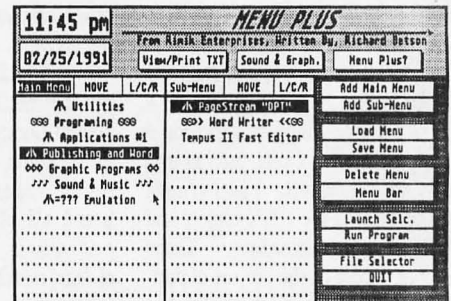 11:45 pm
02/25/1991
MENU PLUS
From Rimik Enterprises, Written By, Richard Betson
View/Print TXT
Sound & Graph.
Menu Plus?
Main Menu MOVE L/C/R
Utilities
Programing
Applications #1
Publishing and Word
Graphic Programs
♪♪♪ Sound & Music ♪♪♪
=??? Emulation
Sub-Menu MOVE L/C/R
PageStream "DPT"
>> Word Writer <<
Tempus II Fast Editor
Add Main Menu
Add Sub-Menu
Load Menu
Save Menu
Delete Menu
Menu Bar
Launch Selc.
Run Program
File Selector
QUIT